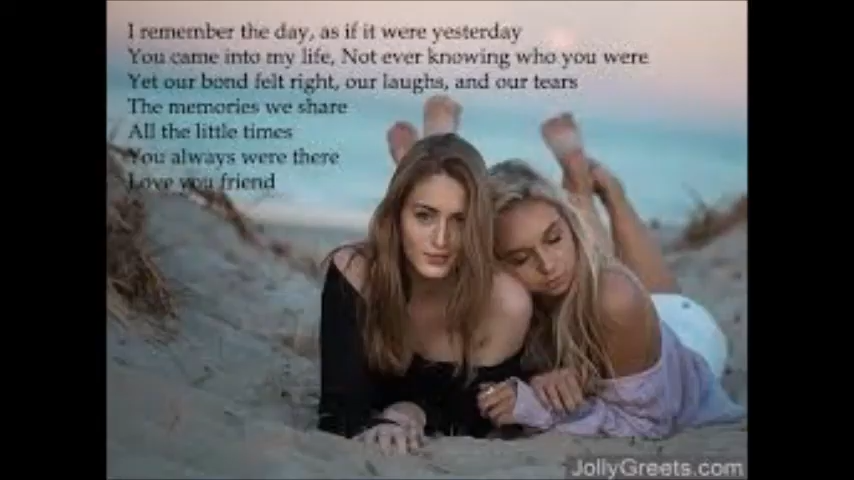 I remember the day, as if it were yesterday
You came into my life, Not ever knowing who you were
Yet our bond felt right, our laughs, and our tears
The memories we share
All the little times
You always were there
Love you friend
JollyGreets.com